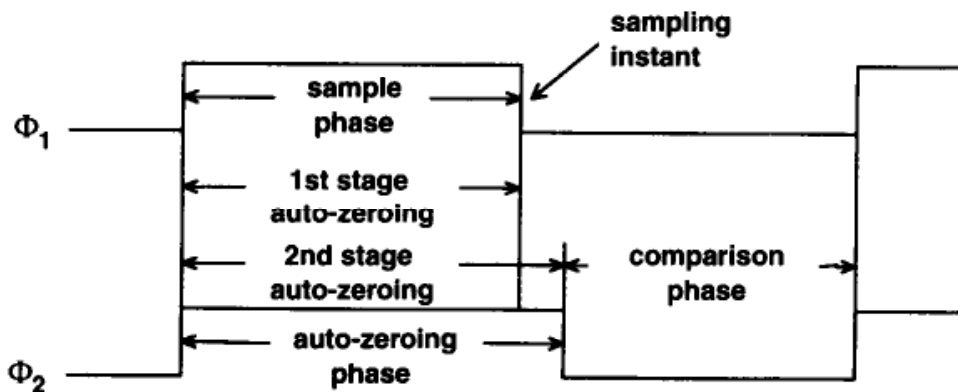 sampling
instant
sample
phase
Φ1
1st stage
auto-zeroing
2nd stage
auto-zeroing
comparison
phase
auto-zeroing
phase
Φ2